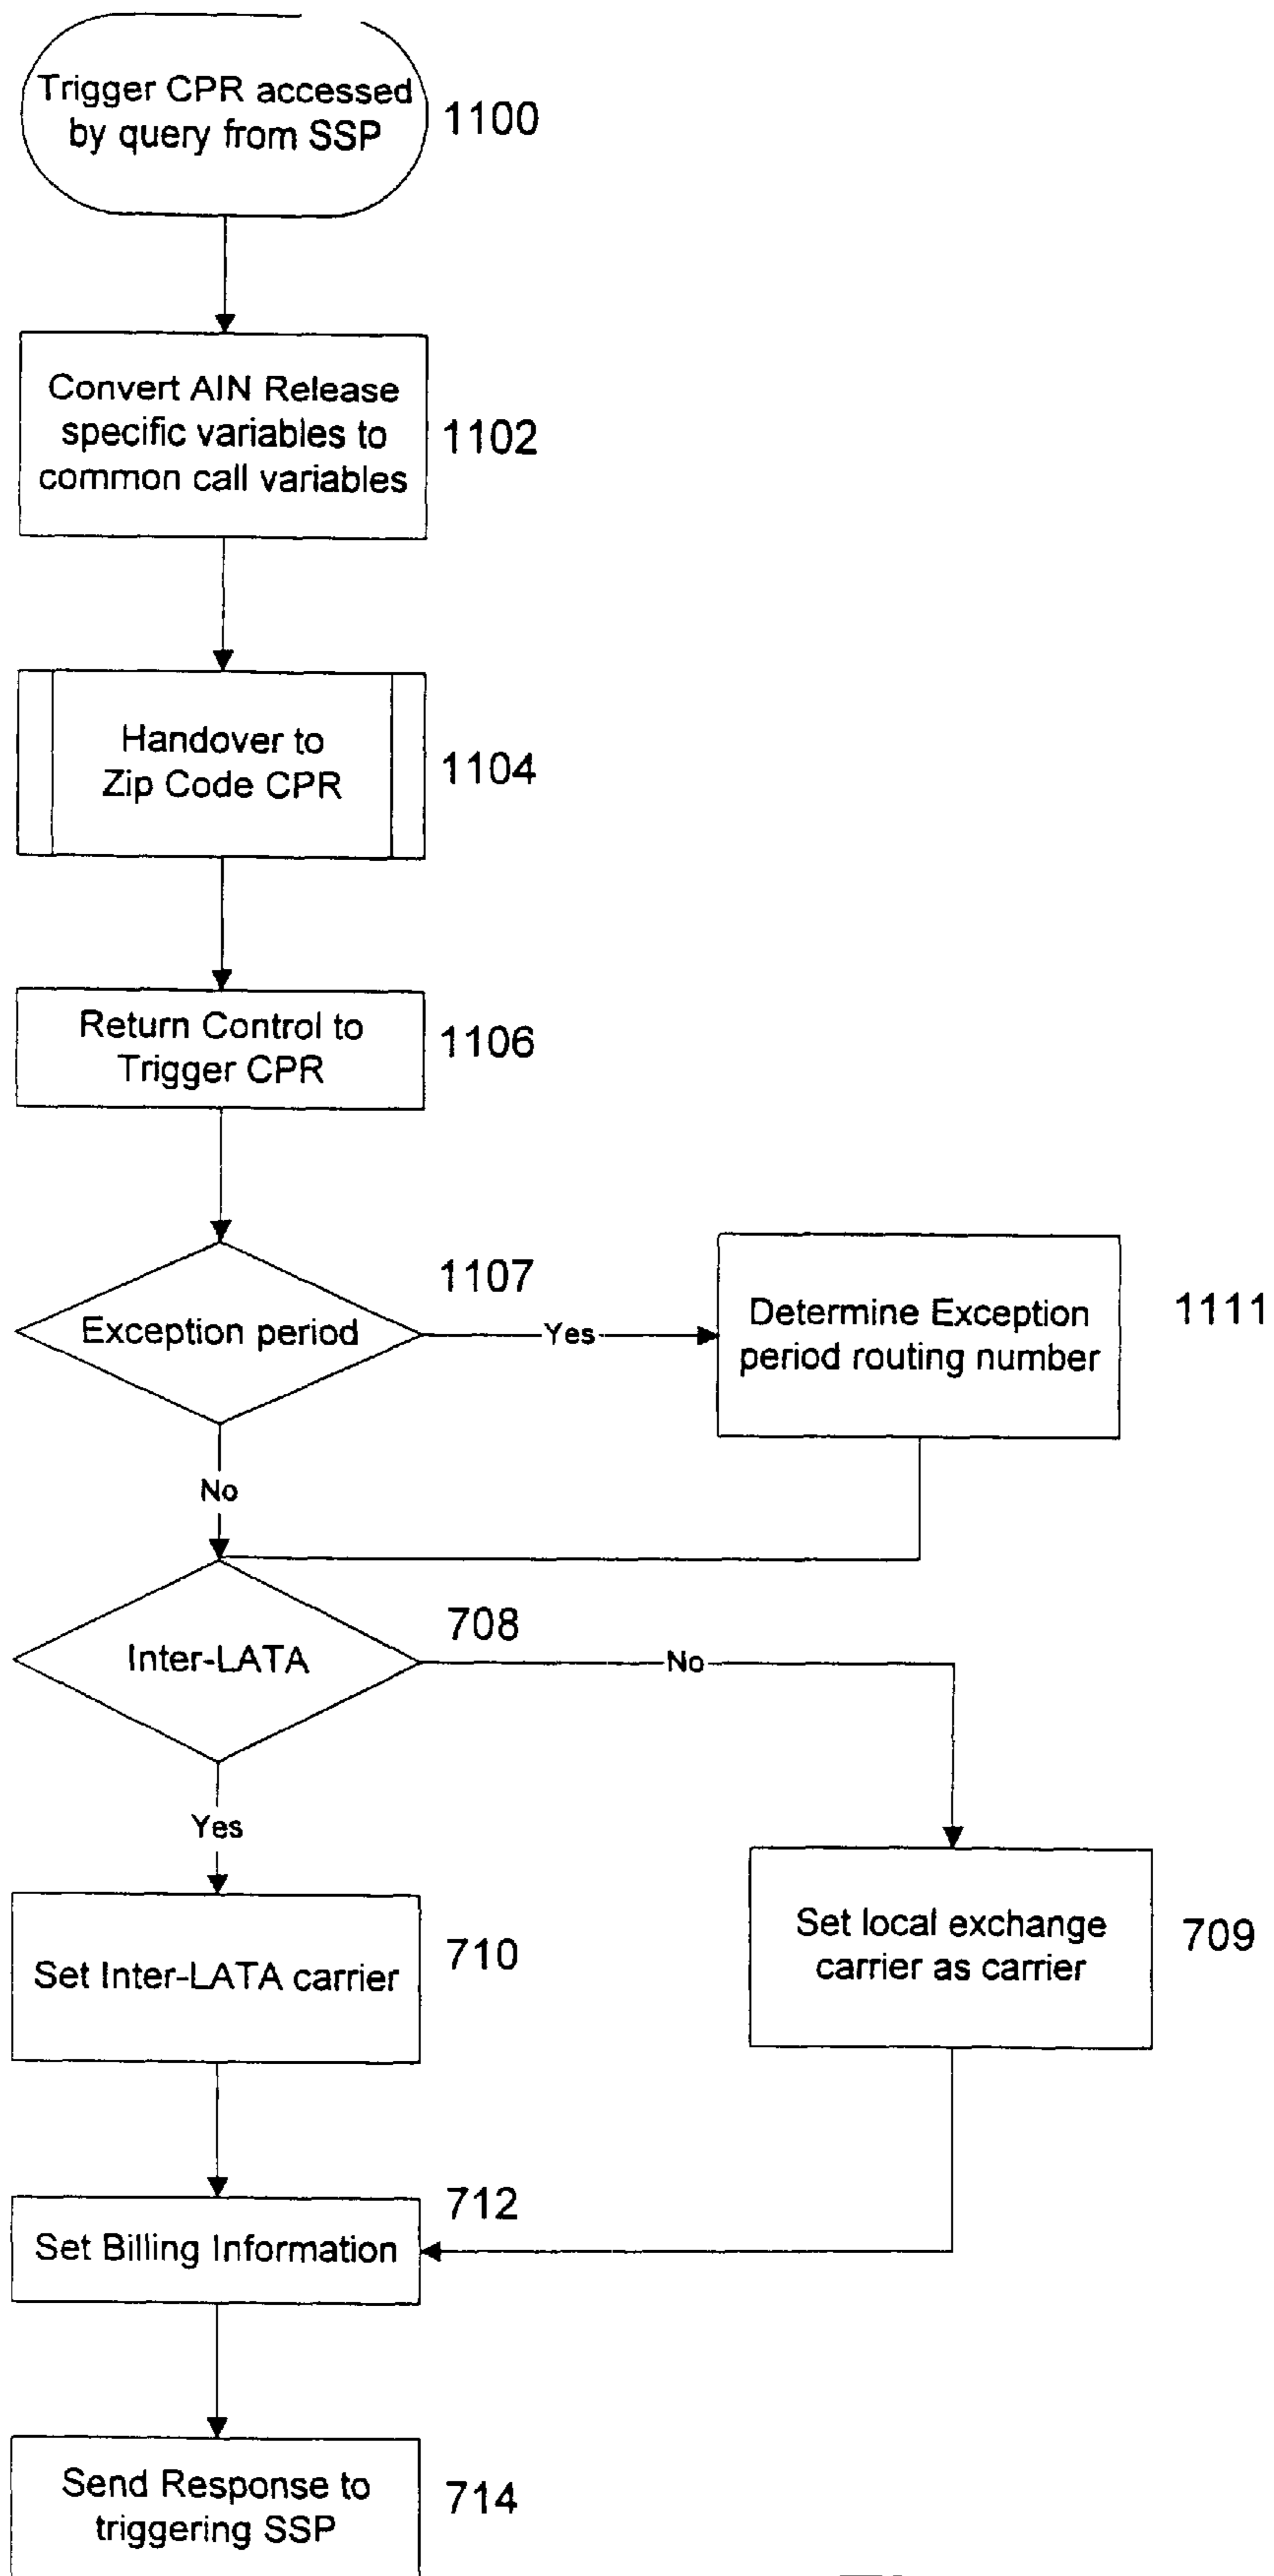 Trigger CPR accessed
by query from SSP
1100
Convert AIN Release
specific variables to
common call variables
1102
Handover to
Zip Code CPR
1104
Return Control to
Trigger CPR
1106
Exception period
1107
Yes
Determine Exception
period routing number
1111
No
Inter-LATA
708
No
Yes
Set Inter-LATA carrier
710
Set local exchange
carrier as carrier
709
Set Billing Information
712
Send Response to
triggering SSP
714